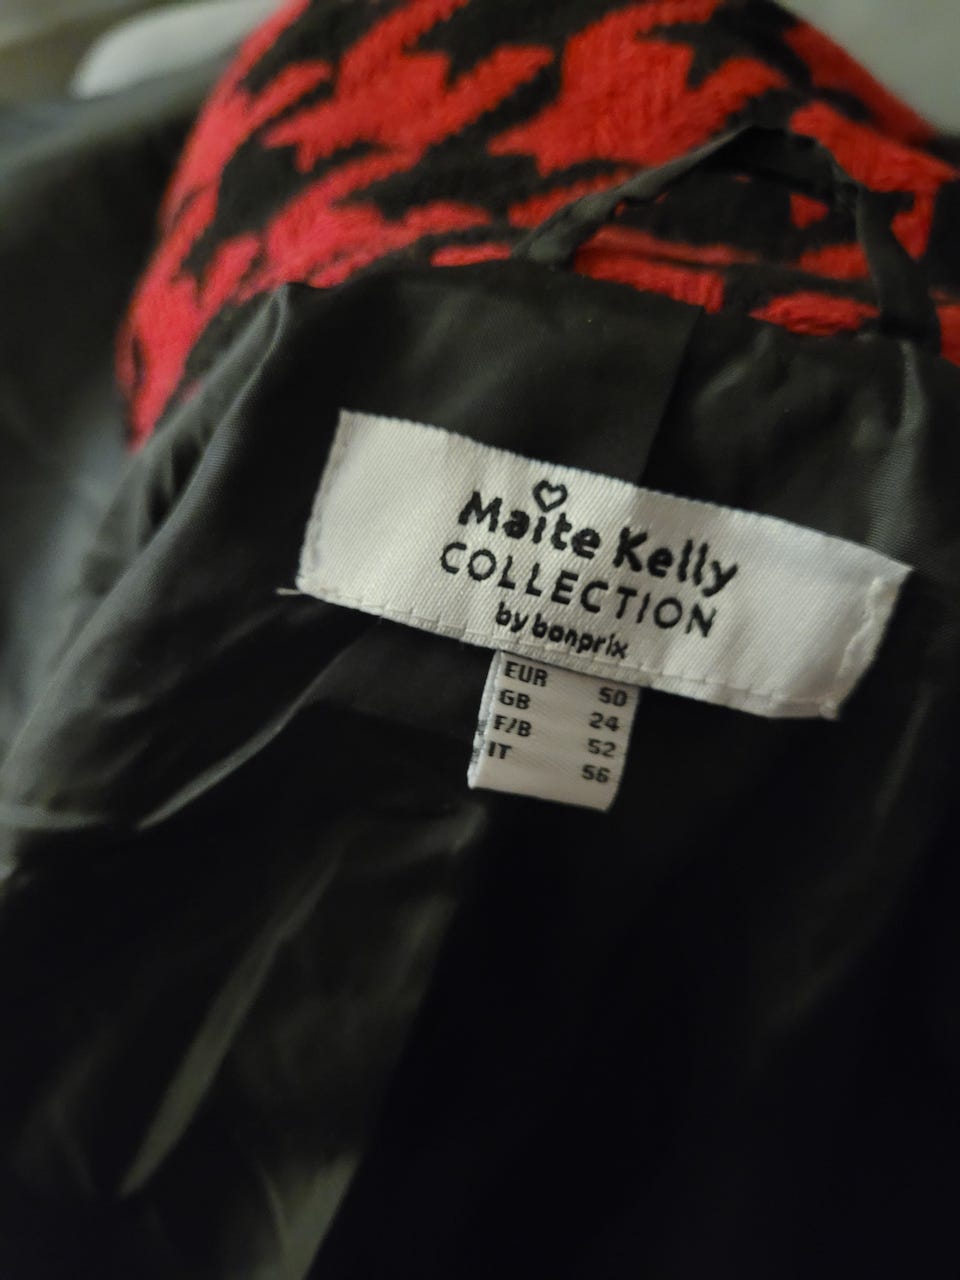 Maite Kelly
COLLECTION
by bonprix
EUR 50
GB 24
F/B 52
IT 56